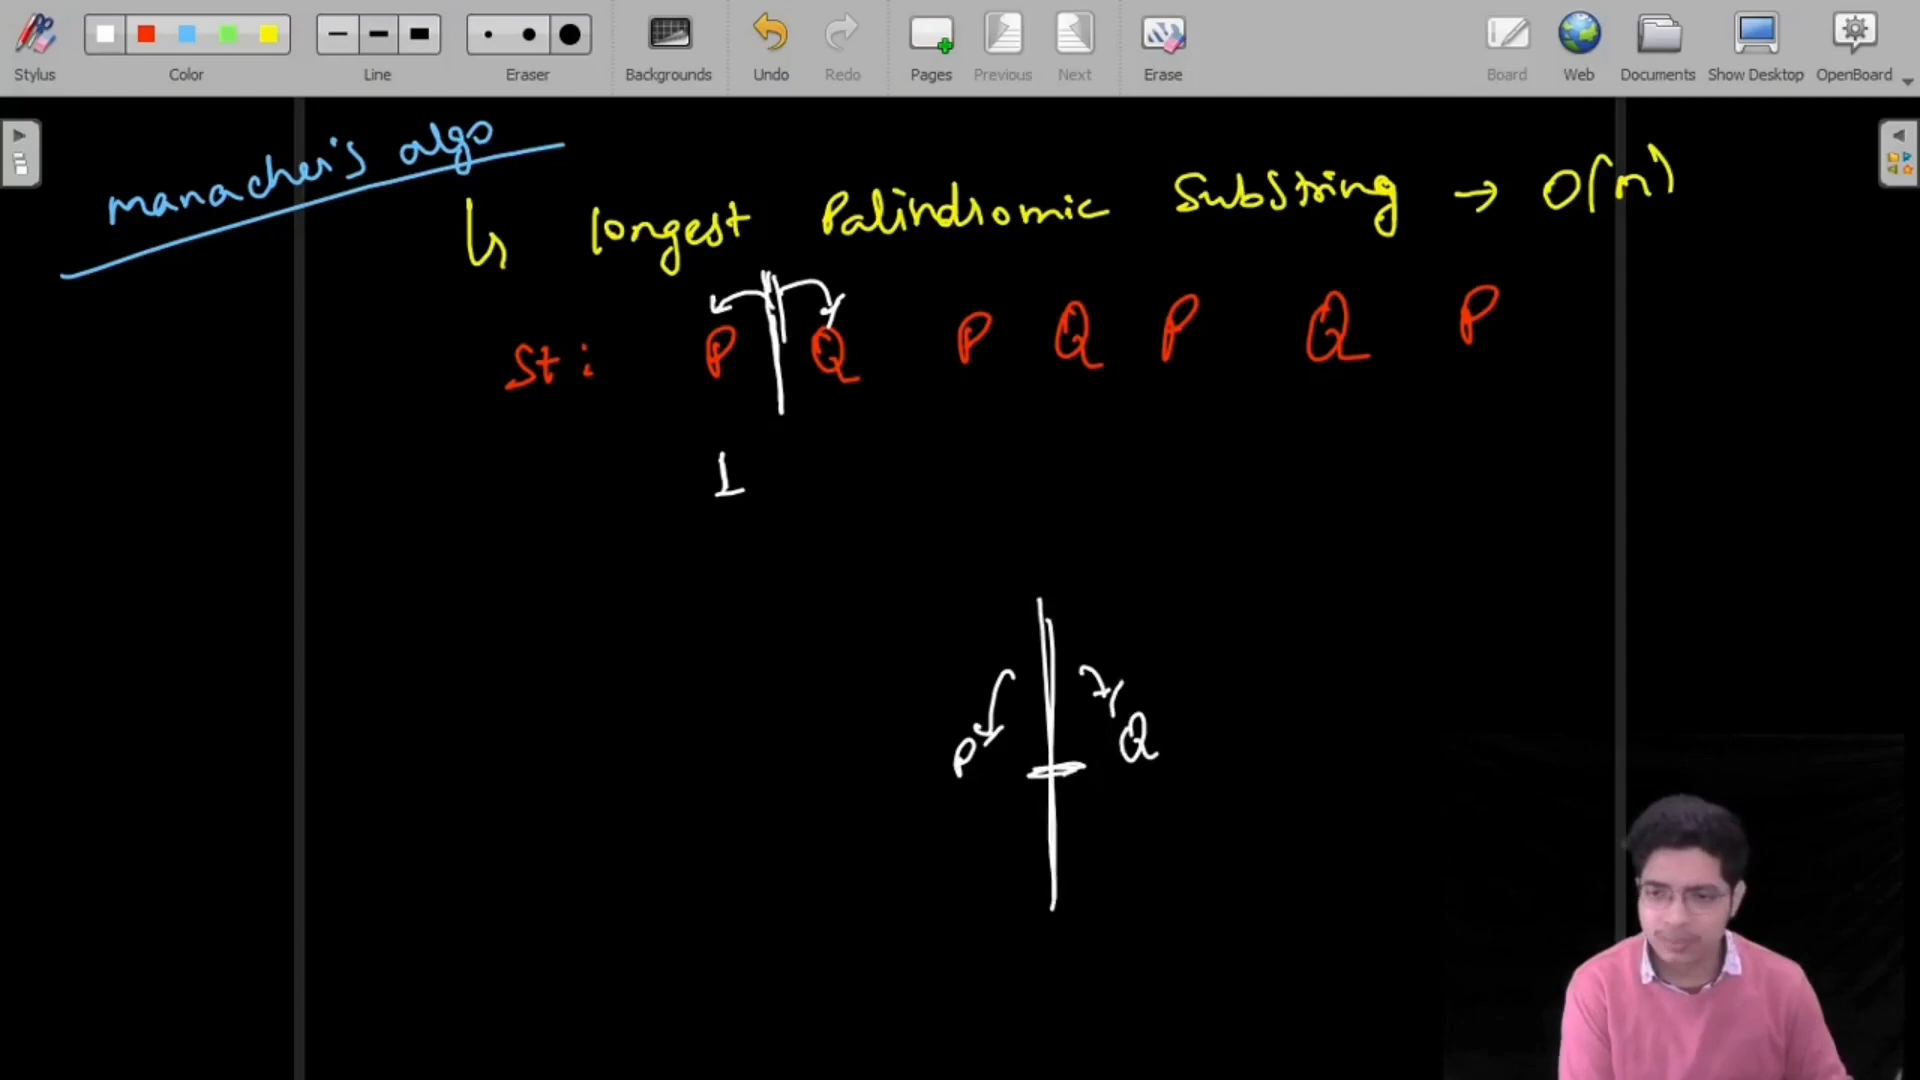 Stylus Color Line Eraser Backgrounds Undo Redo Pages Previous Next Erase Board Web Documents Show Desktop OpenBoard
manacher's algo
longest Palindromic Substring → O(n)
St : P Q P Q P Q P
1
P Q